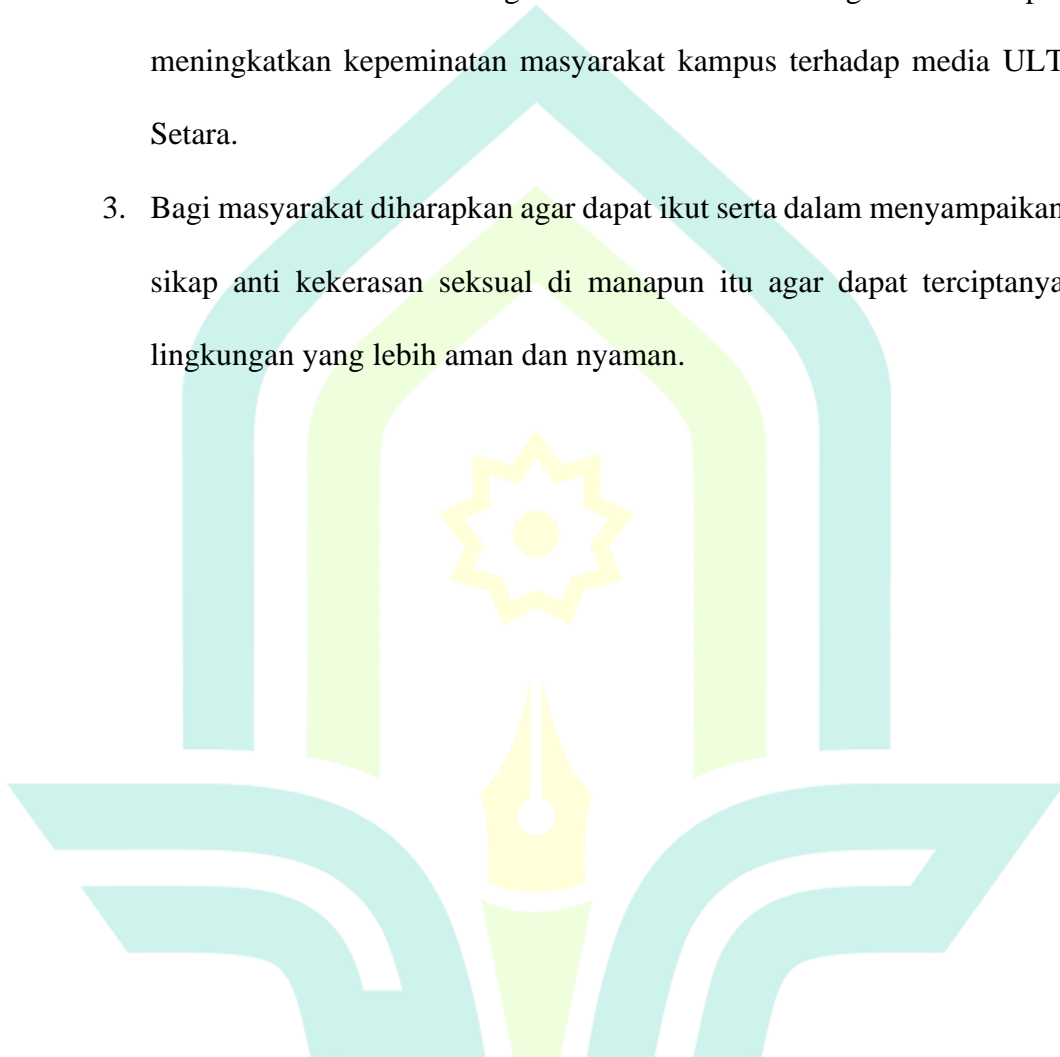 meningkatkan kepeminatan masyarakat kampus terhadap media ULT
Setara.
3. Bagi masyarakat diharapkan agar dapat ikut serta dalam menyampaikan
sikap anti kekerasan seksual di manapun itu agar dapat terciptanya
lingkungan yang lebih aman dan nyaman.